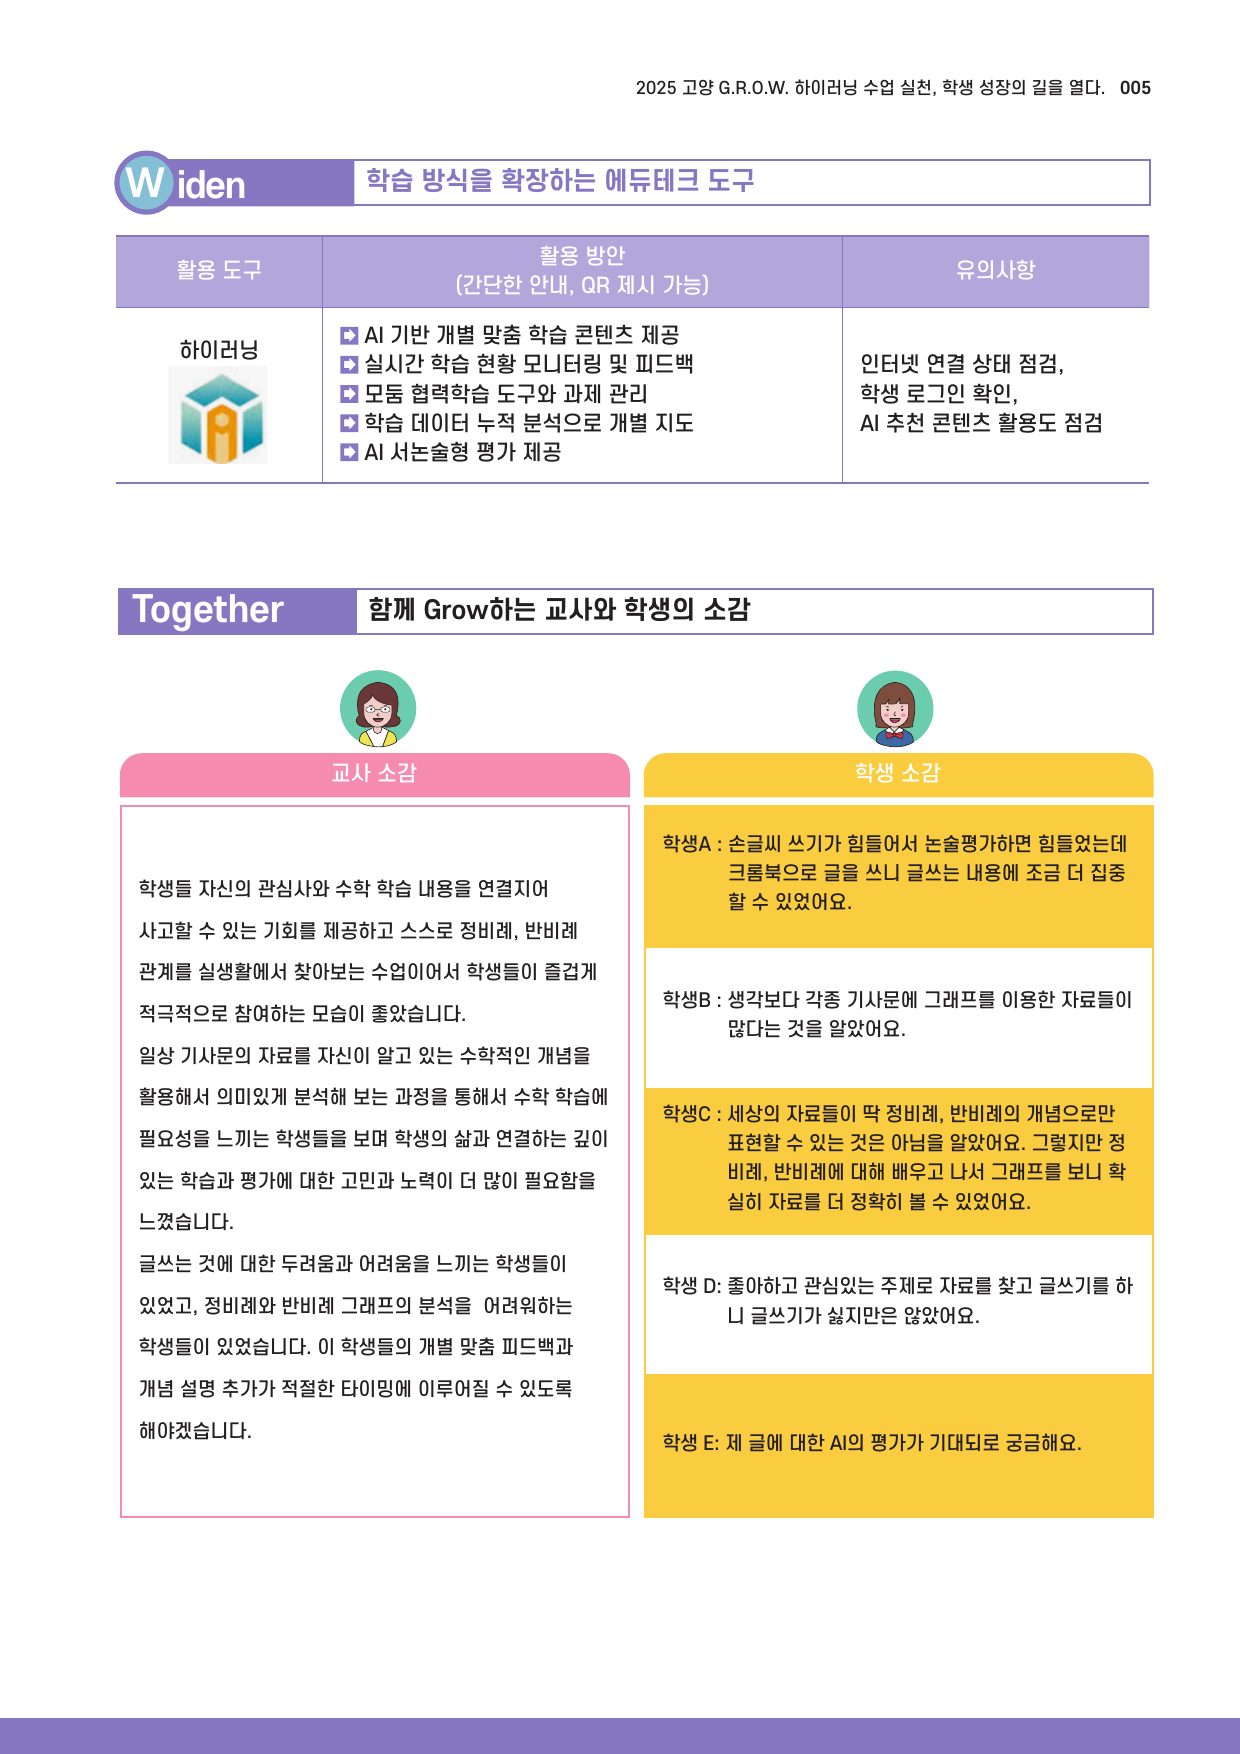 2025 고양 G.R.O.W. 하이러닝 수업 실천, 학생 성장의 길을 열다. 005
Widen 학습 방식을 확장하는 에듀테크 도구
활용 도구
활용 방안
(간단한 안내, QR 제시 가능)
유의사항
하이러닝
AI 기반 개별 맞춤 학습 콘텐츠 제공
실시간 학습 현황 모니터링 및 피드백
모둠 협력학습 도구와 과제 관리
학습 데이터 누적 분석으로 개별 지도
AI 서논술형 평가 제공
인터넷 연결 상태 점검,
학생 로그인 확인,
AI 추천 콘텐츠 활용도 점검
Together 함께 Grow하는 교사와 학생의 소감
교사 소감
학생들 자신의 관심사와 수학 학습 내용을 연결지어
사고할 수 있는 기회를 제공하고 스스로 정비례, 반비례
관계를 실생활에서 찾아보는 수업이어서 학생들이 즐겁게
적극적으로 참여하는 모습이 좋았습니다.
일상 기사문의 자료를 자신이 알고 있는 수학적인 개념을
활용해서 의미있게 분석해 보는 과정을 통해서 수학 학습에
필요성을 느끼는 학생들을 보며 학생의 삶과 연결하는 깊이
있는 학습과 평가에 대한 고민과 노력이 더 많이 필요함을
느꼈습니다.
글쓰는 것에 대한 두려움과 어려움을 느끼는 학생들이
있었고, 정비례와 반비례 그래프의 분석을 어려워하는
학생들이 있었습니다. 이 학생들의 개별 맞춤 피드백과
개념 설명 추가가 적절한 타이밍에 이루어질 수 있도록
해야겠습니다.
학생 소감
학생A : 손글씨 쓰기가 힘들어서 논술평가하면 힘들었는데
크롬북으로 글을 쓰니 글쓰는 내용에 조금 더 집중
할 수 있었어요.
학생B : 생각보다 각종 기사문에 그래프를 이용한 자료들이
많다는 것을 알았어요.
학생C : 세상의 자료들이 딱 정비례, 반비례의 개념으로만
표현할 수 있는 것은 아님을 알았어요. 그렇지만 정
비례, 반비례에 대해 배우고 나서 그래프를 보니 확
실히 자료를 더 정확히 볼 수 있었어요.
학생 D: 좋아하고 관심있는 주제로 자료를 찾고 글쓰기를 하
니 글쓰기가 싫지만은 않았어요.
학생 E: 제 글에 대한 AI의 평가가 기대되로 궁금해요.